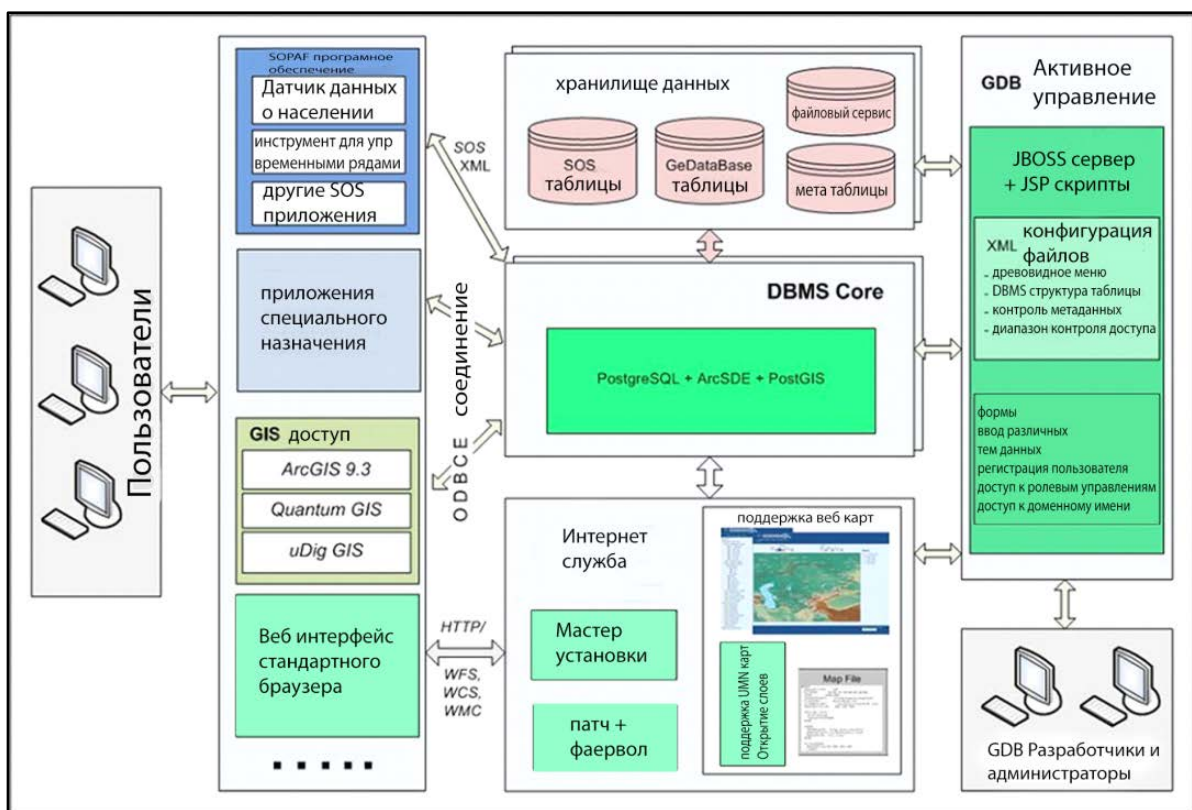 Пользователи
SOPAF програмное
обеспечение
Датчик данных
о населении
инструмент для упр
временными рядами
другие SOS
приложения
приложения
специального
назначения
GIS доступ
ArcGIS 9.3
Quantum GIS
uDig GIS
Веб интерфейс
стандартного
браузера
SOS
XML
ODBCE соединение
HTTP/
WFS,
WCS,
WMC
хранилище данных
SOS
таблицы
GeDataBase
таблицы
файловый сервис
мета таблицы
DBMS Core
PostgreSQL + ArcSDE + PostGIS
Интернет
служба
Мастер
установки
патч +
фаервол
поддержка веб карт
поддержка UMN карт
Открытие слоев
Map File
GDB Активное
управление
JBOSS сервер
+ JSP скрипты
XML конфигурация
файлов
- древовидное меню
- DBMS структура таблицы
- контроль метаданных
- диапазон контроля доступа
формы
ввод различных
тем данных
регистрация пользователя
доступ к ролевым управлениям
доступ к доменному имени
GDB Разработчики и
администраторы